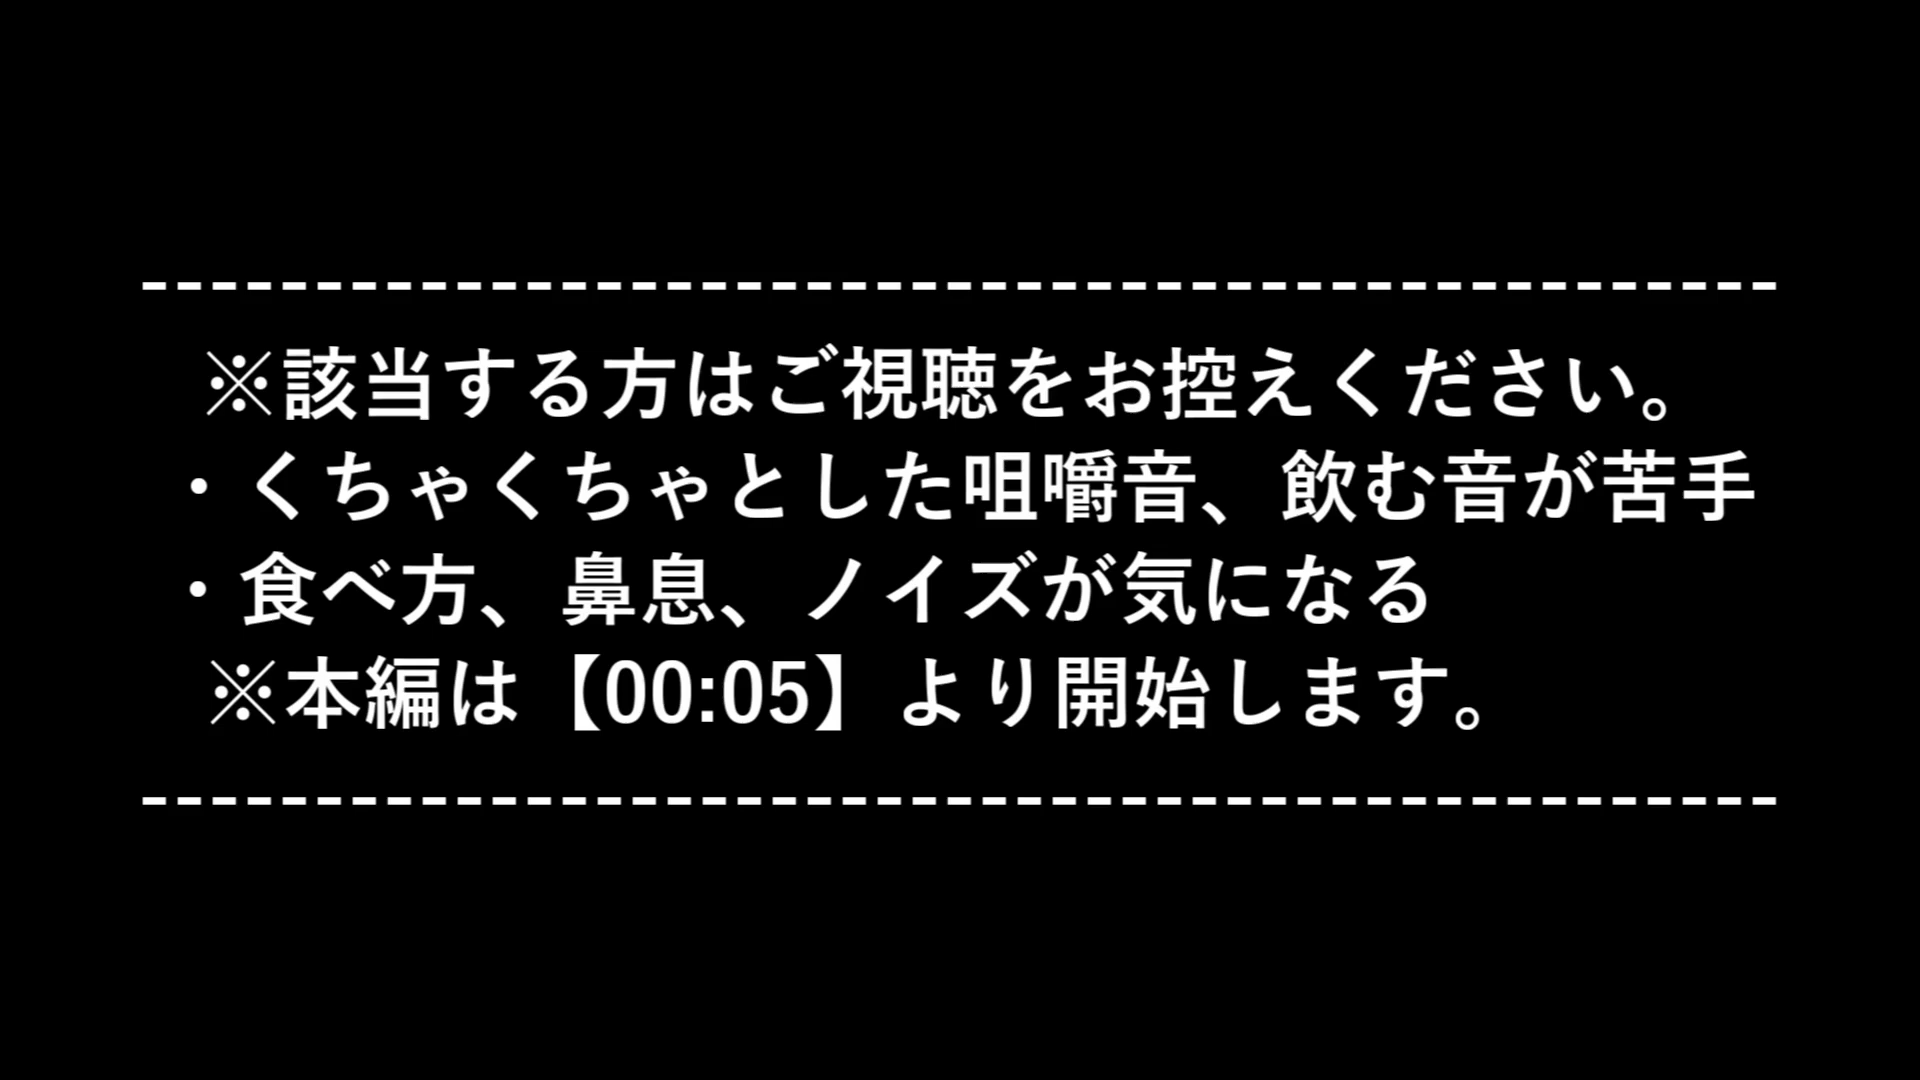 -----------------------------------------------
※該当する方はご視聴をお控えください。
・くちゃくちゃとした咀嚼音、飲む音が苦手
・食べ方、鼻息、ノイズが気になる
※本編は【00:05】より開始します。
-----------------------------------------------